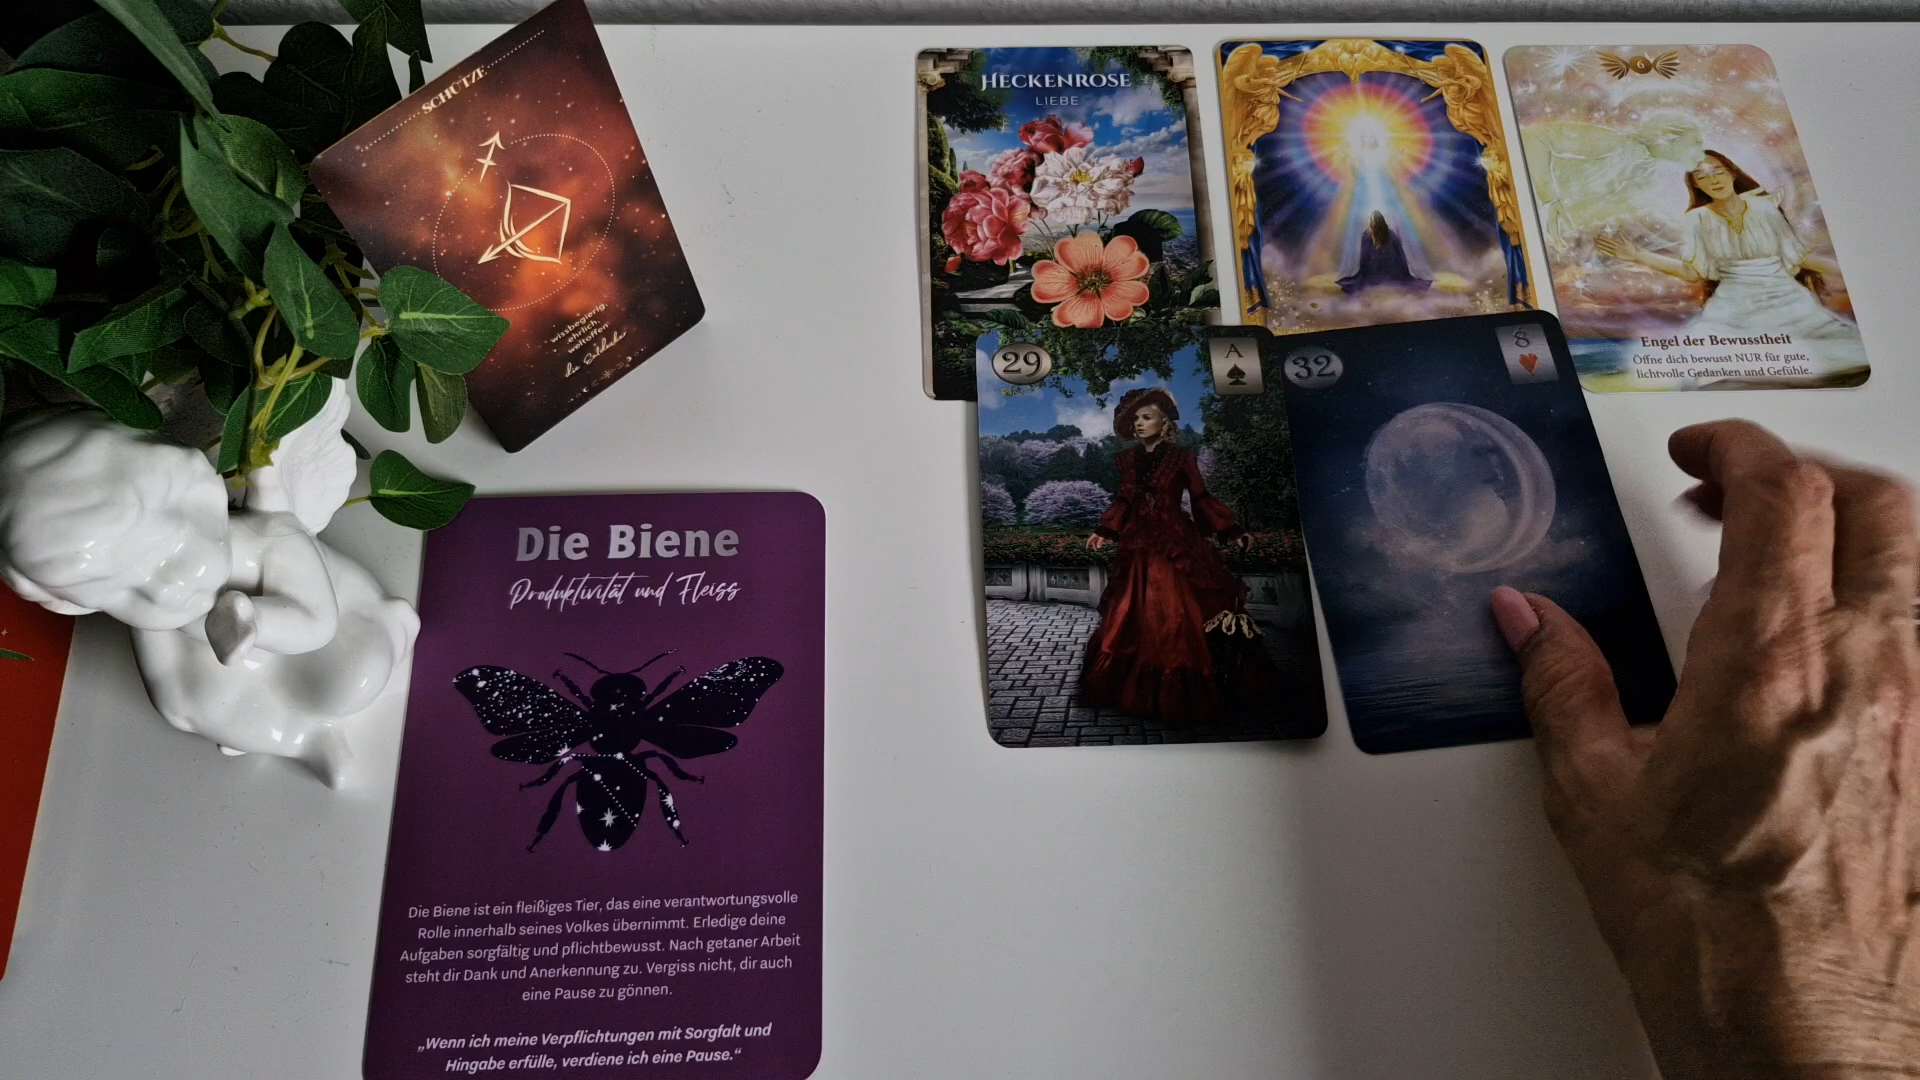 SCHÜTZE
wissbegierig,
ehrlich,
weltoffen
die Entdecker
HECKENROSE
LIEBE
13
6
Engel der Bewusstheit
Öffne dich bewusst NUR für gute,
lichtvolle Gedanken und Gefühle.
29
A
32
8
Die Biene
Produktivität und Fleiss
Die Biene ist ein fleißiges Tier, das eine verantwortungsvolle
Rolle innerhalb seines Volkes übernimmt. Erledige deine
Aufgaben sorgfältig und pflichtbewusst. Nach getaner Arbeit
steht dir Dank und Anerkennung zu. Vergiss nicht, dir auch
eine Pause zu gönnen.
„Wenn ich meine Verpflichtungen mit Sorgfalt und
Hingabe erfülle, verdiene ich eine Pause.“